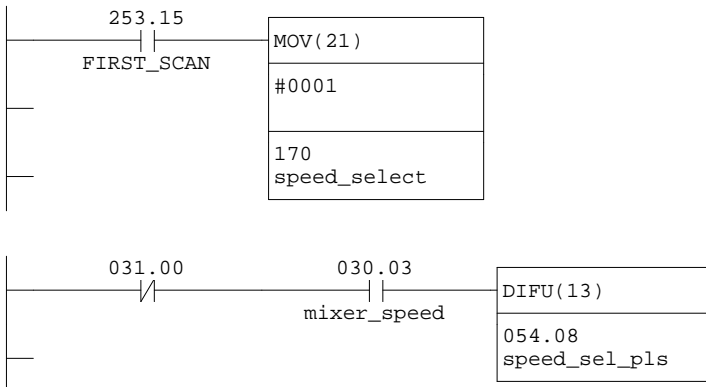 253.15
FIRST_SCAN
MOV(21)
#0001
170
speed_select
031.00
030.03
mixer_speed
DIFU(13)
054.08
speed_sel_pls